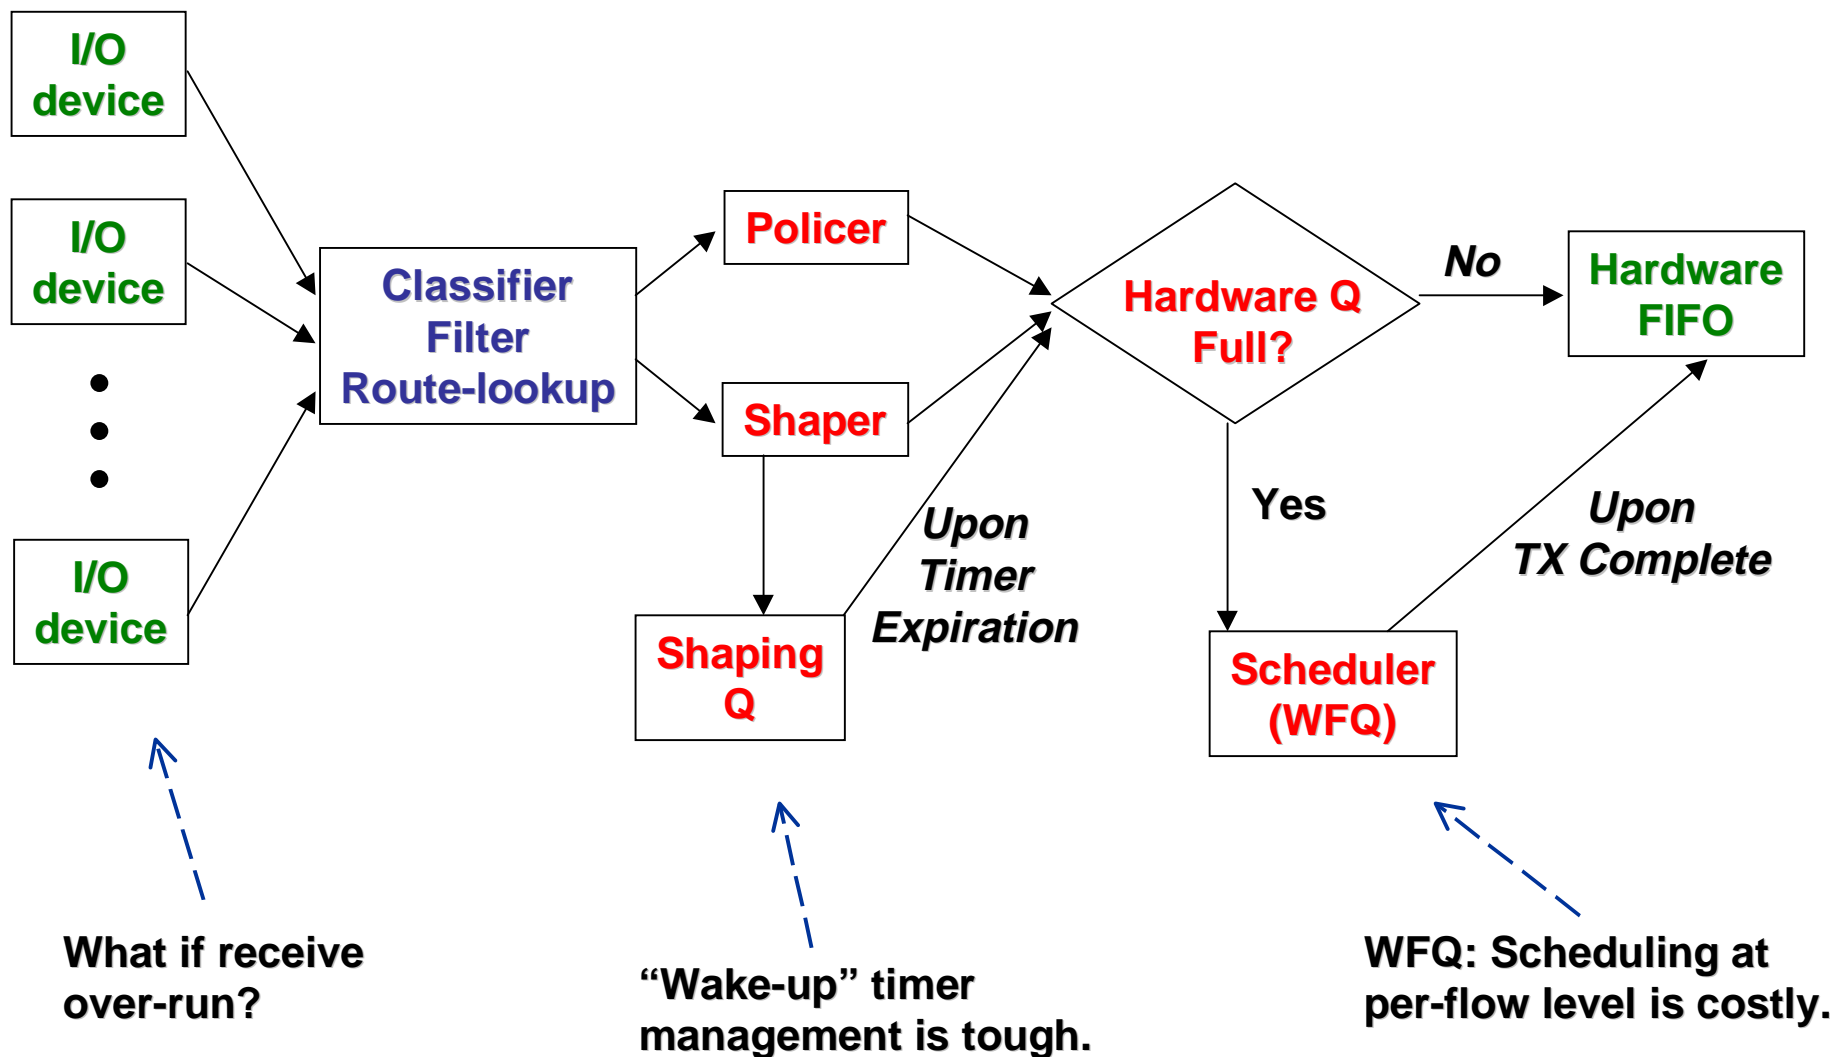 I/O
device
I/O
device
I/O
device
Classifier
Filter
Route-lookup
Policer
Shaper
Shaping
Q
Upon
Timer
Expiration
Hardware Q
Full?
No
Yes
Hardware
FIFO
Scheduler
(WFQ)
Upon
TX Complete
What if receive
over-run?
“Wake-up” timer
management is tough.
WFQ: Scheduling at
per-flow level is costly.